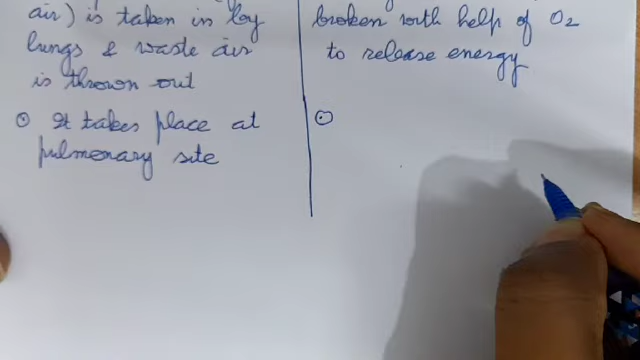 air) is taken in by
lungs & waste air
is thrown out
⊙ It takes place at
pulmonary site
broken with help of O₂
to release energy
⊙